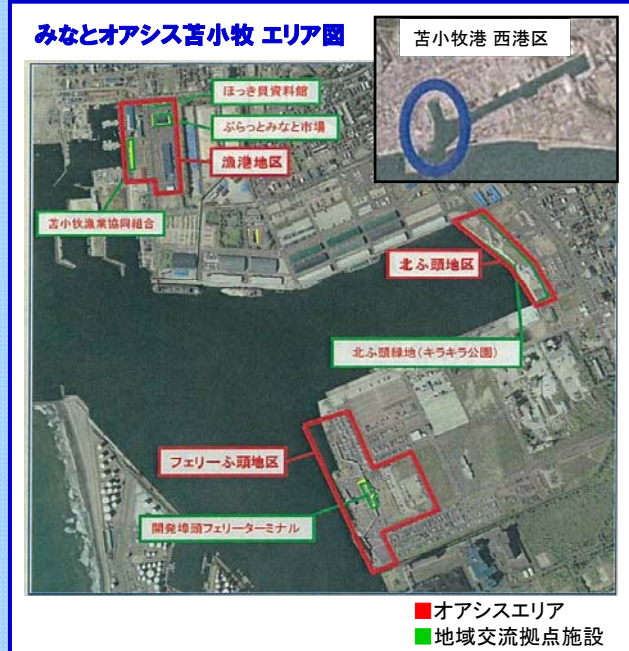 みなとオアシス苫小牧 エリア図
苫小牧港 西港区
ほっき貝資料館
ぷらっとみなと市場
漁港地区
苫小牧漁業協同組合
北ふ頭地区
北ふ頭緑地(キラキラ公園)
フェリーふ頭地区
開発埠頭フェリーターミナル
■オアシスエリア
■地域交流拠点施設